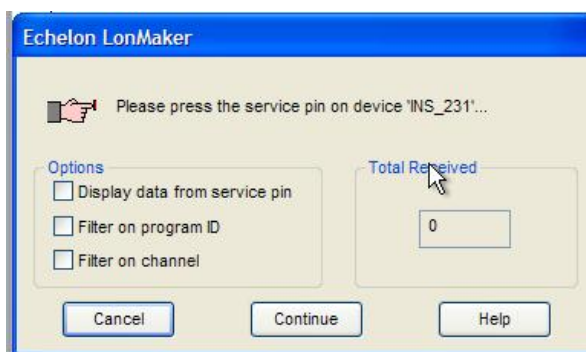 Echelon LonMaker
Please press the service pin on device 'INS_231'...
Options
Total Received
Display data from service pin
Filter on program ID
0
Filter on channel
Cancel
Continue
Help